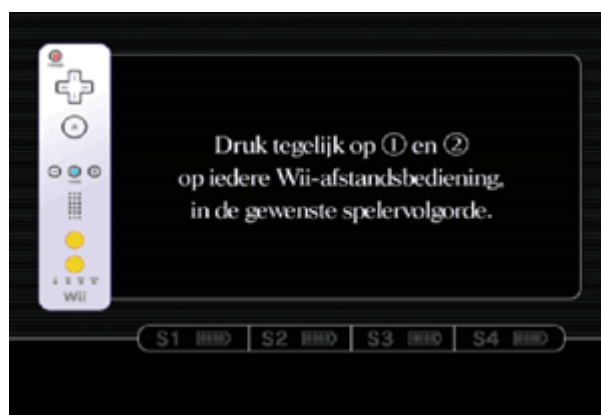 Druk tegelijk op ① en ②
op iedere Wii-afstandsbediening,
in de gewenste spelervolgorde.
Wii
S1 S2 S3 S4